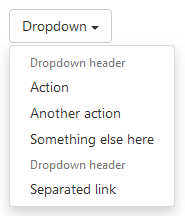 Dropdown
Dropdown header
Action
Another action
Something else here
Dropdown header
Separated link